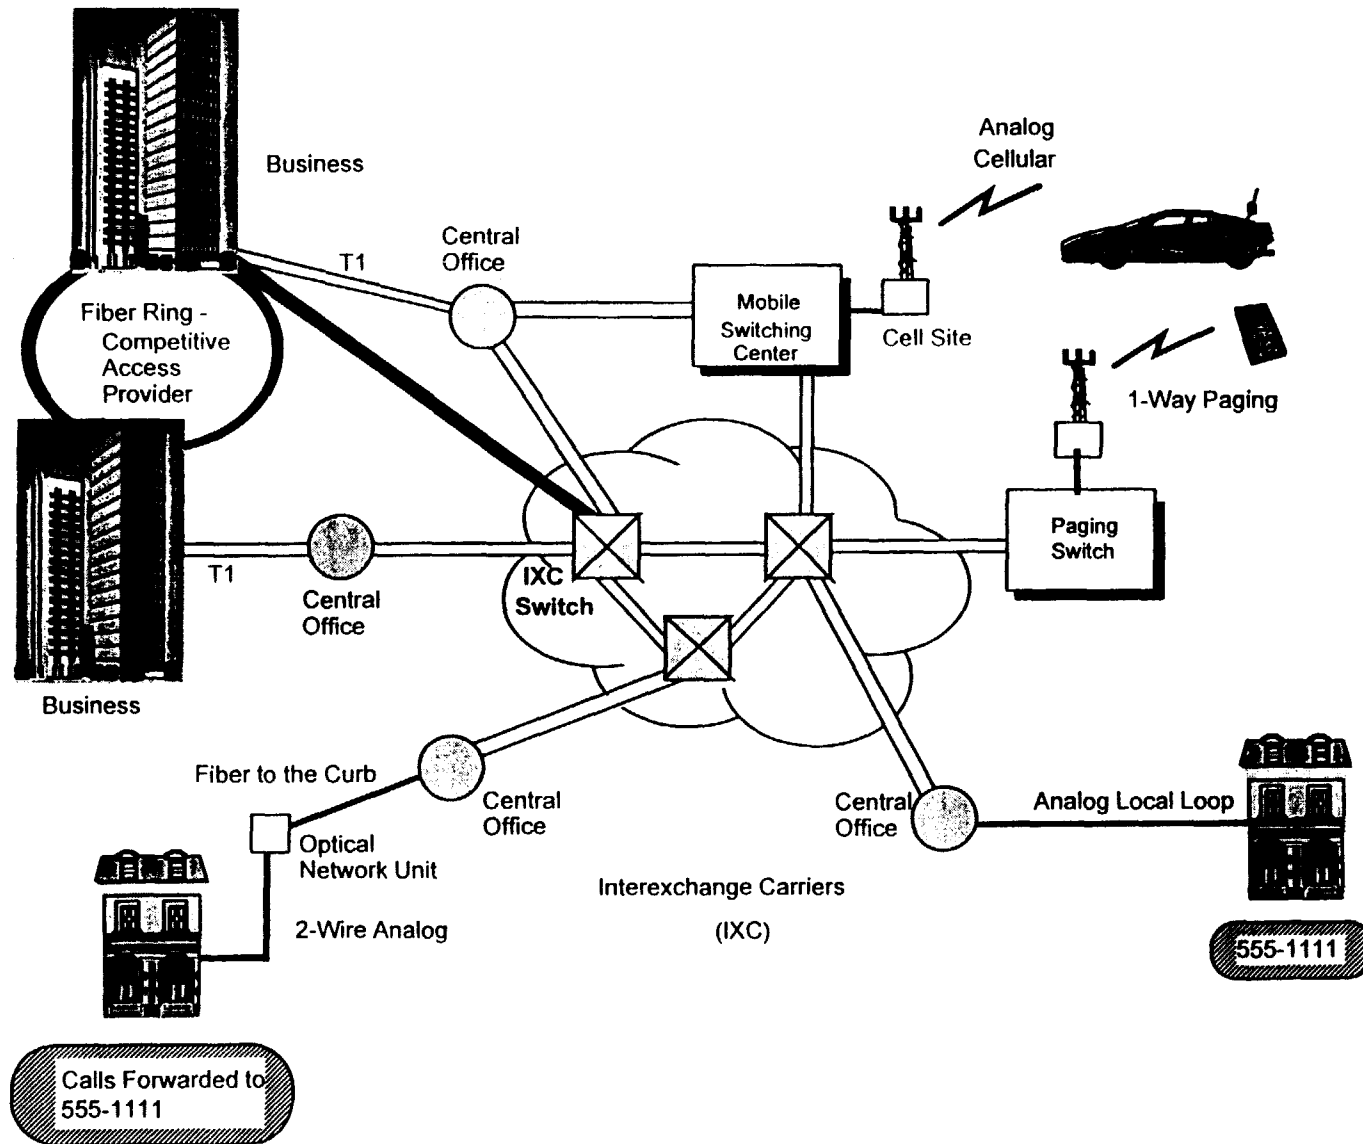 Business
Analog
Cellular
Central
Office
T1
Fiber Ring -
Competitive
Access
Provider
Mobile
Switching
Center
Cell Site
1-Way Paging
Paging
Switch
T1
Central
Office
IXC
Switch
Business
Fiber to the Curb
Central
Office
Optical
Network Unit
2-Wire Analog
Central
Office
Analog Local Loop
Interexchange Carriers
(IXC)
555-1111
Calls Forwarded to
555-1111